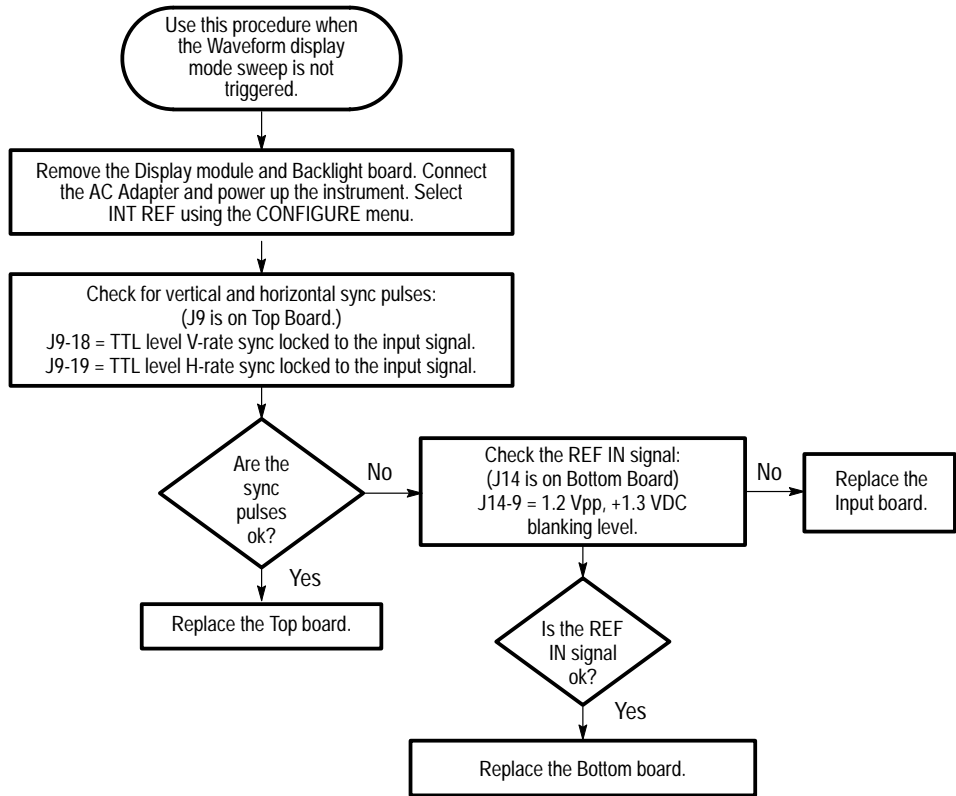 Use this procedure when
the Waveform display
mode sweep is not
triggered.
Remove the Display module and Backlight board. Connect
the AC Adapter and power up the instrument. Select
INT REF using the CONFIGURE menu.
Check for vertical and horizontal sync pulses:
(J9 is on Top Board.)
J9-18 = TTL level V-rate sync locked to the input signal.
J9-19 = TTL level H-rate sync locked to the input signal.
Are the
sync
pulses
ok?
No
Yes
Replace the Top board.
Check the REF IN signal:
(J14 is on Bottom Board)
J14-9 = 1.2 Vpp, +1.3 VDC
blanking level.
No
Replace the
Input board.
Is the REF
IN signal
ok?
Yes
Replace the Bottom board.